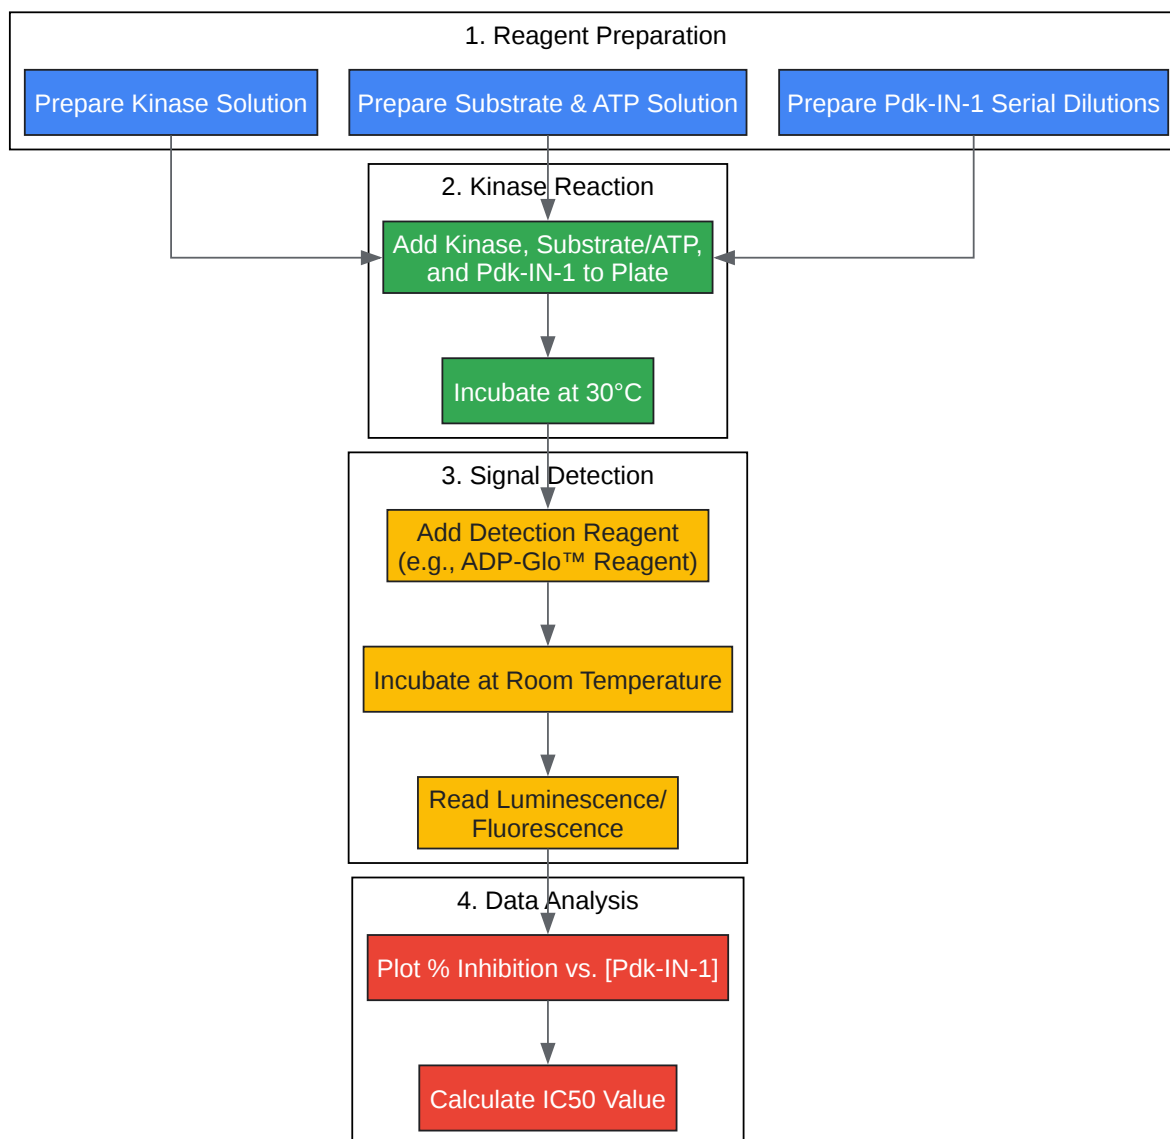 1. Reagent Preparation
Prepare Kinase Solution
Prepare Substrate & ATP Solution
Prepare Pdk-IN-1 Serial Dilutions
2. Kinase Reaction
Add Kinase, Substrate/ATP,
and Pdk-IN-1 to Plate
Incubate at 30°C
3. Signal Detection
Add Detection Reagent
(e.g., ADP-Glo™ Reagent)
Incubate at Room Temperature
Read Luminescence/
Fluorescence
4. Data Analysis
Plot % Inhibition vs. [Pdk-IN-1]
Calculate IC50 Value